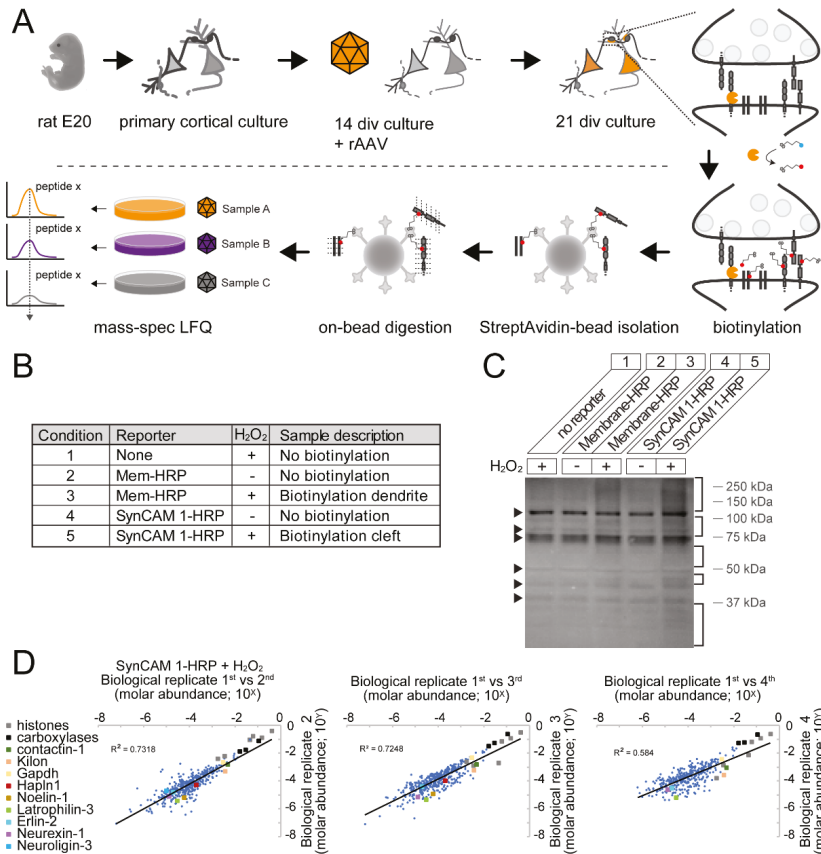 A
rat E20
primary cortical culture
14 div culture
+ rAAV
21 div culture
peptide x
Sample A
peptide x
Sample B
peptide x
Sample C
mass-spec LFQ
on-bead digestion
StreptAvidin-bead isolation
biotinylation
B
Condition Reporter H₂O₂ Sample description
1 None + No biotinylation
2 Mem-HRP - No biotinylation
3 Mem-HRP + Biotinylation dendrite
4 SynCAM 1-HRP - No biotinylation
5 SynCAM 1-HRP + Biotinylation cleft
C
1 2 3 4 5
no reporter
Membrane-HRP
Membrane-HRP
SynCAM 1-HRP
SynCAM 1-HRP
H₂O₂ + - + - +
250 kDa
150 kDa
100 kDa
75 kDa
50 kDa
37 kDa
D
histones
carboxylases
contactin-1
Kilon
Gapdh
Hapln1
Noelin-1
Latrophilin-3
Erlin-2
Neurexin-1
Neuroligin-3
SynCAM 1-HRP + H₂O₂
Biological replicate 1st vs 2nd
(molar abundance; 10ˣ)
-8 -6 -4 -2 0
R² = 0.7318
0
-2
-4
-6
-8
Biological replicate 2
(molar abundance; 10ʸ)
Biological replicate 1st vs 3rd
(molar abundance; 10ˣ)
-8 -6 -4 -2 0
R² = 0.7248
0
-2
-4
-6
-8
Biological replicate 3
(molar abundance; 10ʸ)
Biological replicate 1st vs 4th
(molar abundance; 10ˣ)
-8 -6 -4 -2 0
R² = 0.584
0
-2
-4
-6
-8
Biological replicate 4
(molar abundance; 10ʸ)